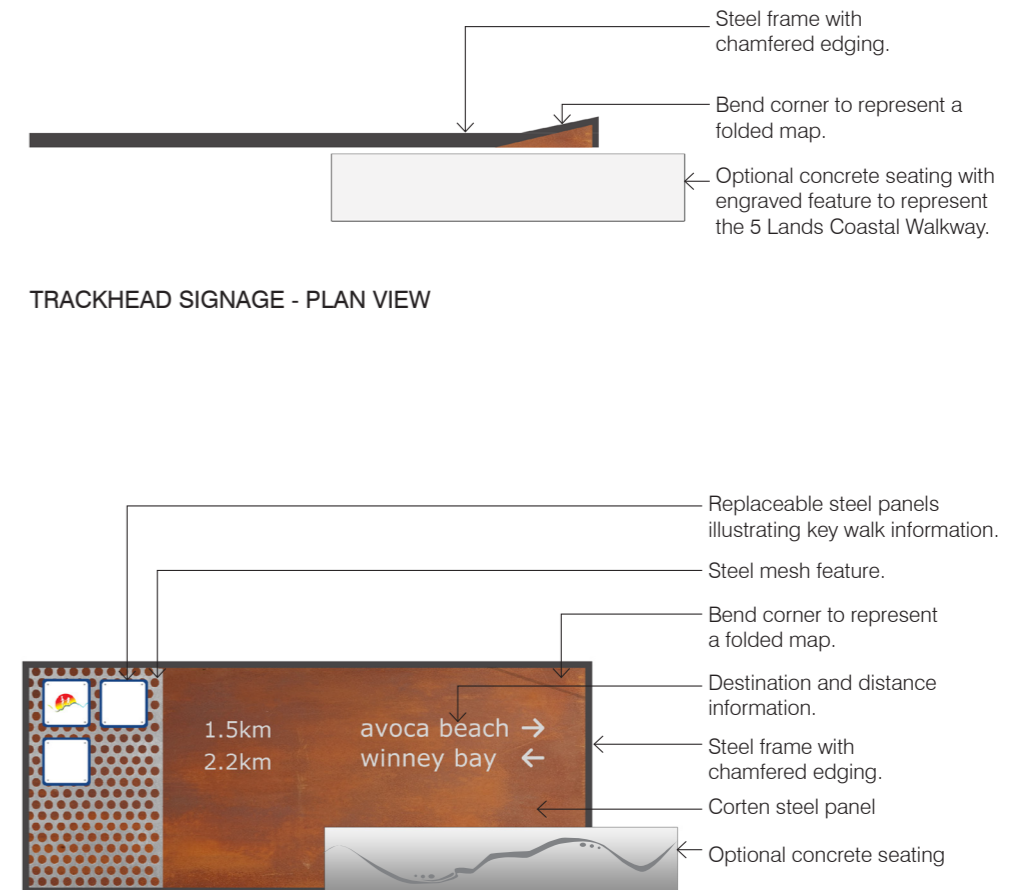 Steel frame with
chamfered edging.
Bend corner to represent a
folded map.
Optional concrete seating with
engraved feature to represent
the 5 Lands Coastal Walkway.
TRACKHEAD SIGNAGE - PLAN VIEW
Replaceable steel panels
illustrating key walk information.
Steel mesh feature.
Bend corner to represent
a folded map.
Destination and distance
information.
Steel frame with
chamfered edging.
Corten steel panel
Optional concrete seating
1.5km avoca beach →
2.2km winney bay ←